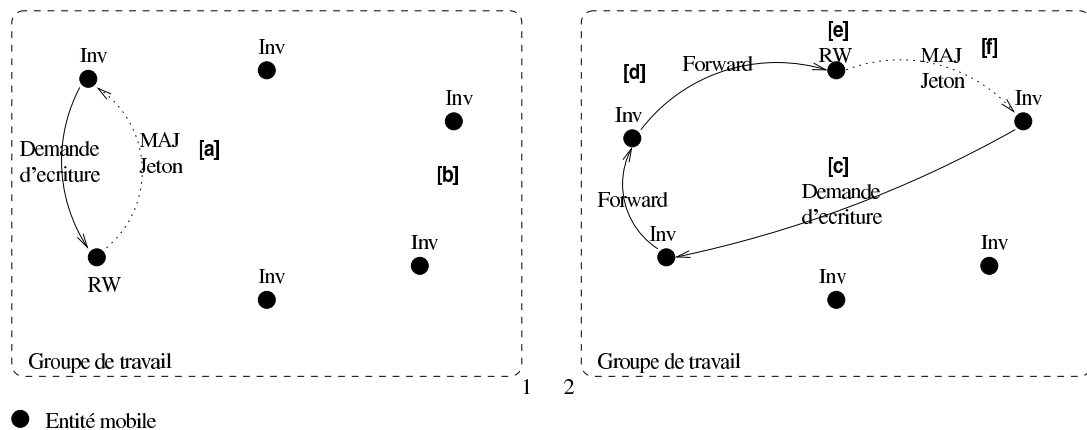 Inv
Inv
Inv
Demande
d'ecriture
MAJ
Jeton
[a]
[b]
RW
Inv
Inv
Groupe de travail
1
[e]
RW
[d]
Forward
MAJ
Jeton
[f]
Inv
Inv
[c]
Demande
d'ecriture
Forward
Inv
Inv
Inv
Groupe de travail
2
Entité mobile